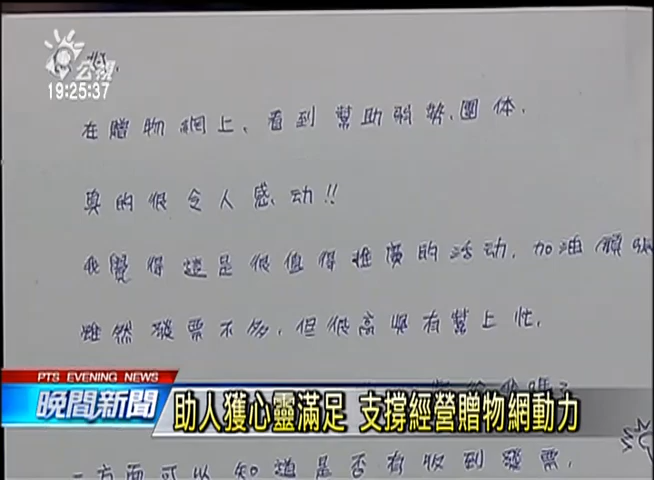 公視
19:25:37
在贈物網上、看到幫助弱勢、團体．
真的很令人感动!!
我覺得這是很值得推廣的活动．加油
雖然發票不多．但很高興有幫上忙．
PTS EVENING NEWS
晚間新聞
助人獲心靈滿足 支撐經營贈物網動力
一方面可以知道是否有收到發票．